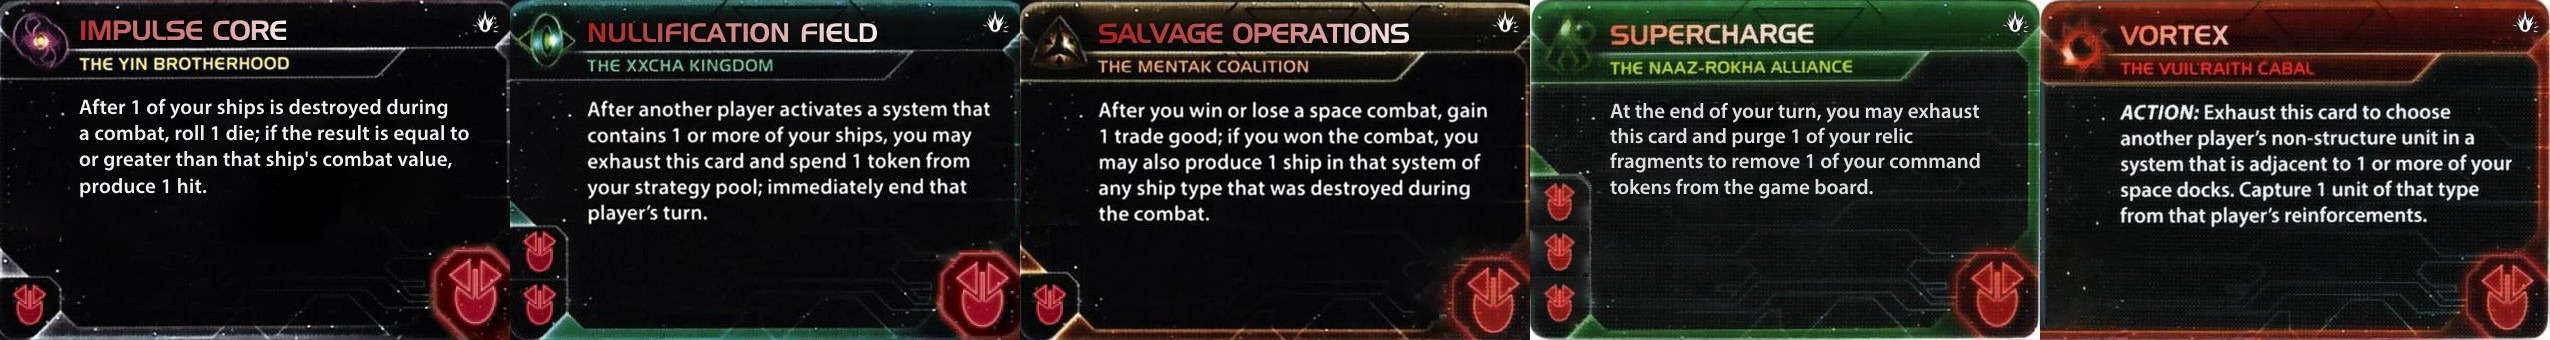 IMPULSE CORE
THE YIN BROTHERHOOD
After 1 of your ships is destroyed during
a combat, roll 1 die; if the result is equal to
or greater than that ship's combat value,
produce 1 hit.
NULLIFICATION FIELD
THE XXCHA KINGDOM
After another player activates a system that
contains 1 or more of your ships, you may
exhaust this card and spend 1 token from
your strategy pool; immediately end that
player's turn.
SALVAGE OPERATIONS
THE MENTAK COALITION
After you win or lose a space combat, gain
1 trade good; if you won the combat, you
may also produce 1 ship in that system of
any ship type that was destroyed during
the combat.
SUPERCHARGE
THE NAAZ-ROKHA ALLIANCE
At the end of your turn, you may exhaust
this card and purge 1 of your relic
fragments to remove 1 of your command
tokens from the game board.
VORTEX
THE VUIL'RAITH CABAL
ACTION: Exhaust this card to choose
another player's non-structure unit in a
system that is adjacent to 1 or more of your
space docks. Capture 1 unit of that type
from that player's reinforcements.